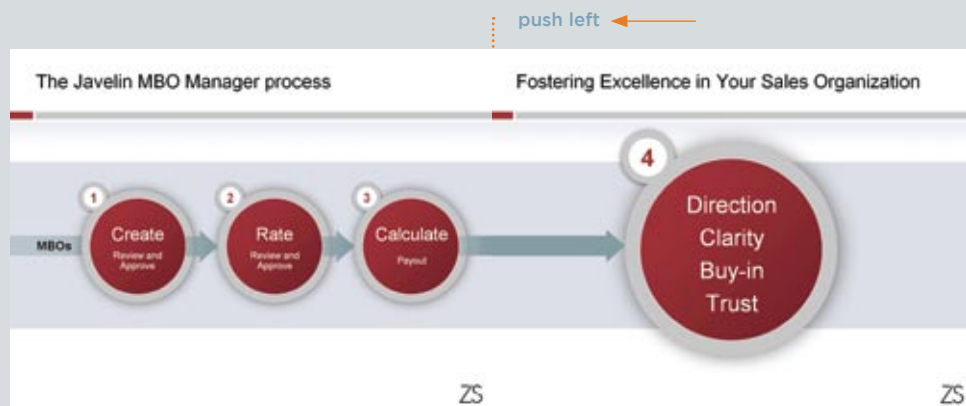 push left
The Javelin MBO Manager process
Fostering Excellence in Your Sales Organization
MBOs
1
Create
Review and
Approve
2
Rate
Review and
Approve
3
Calculate
Payout
4
Direction
Clarity
Buy-in
Trust
ZS
ZS